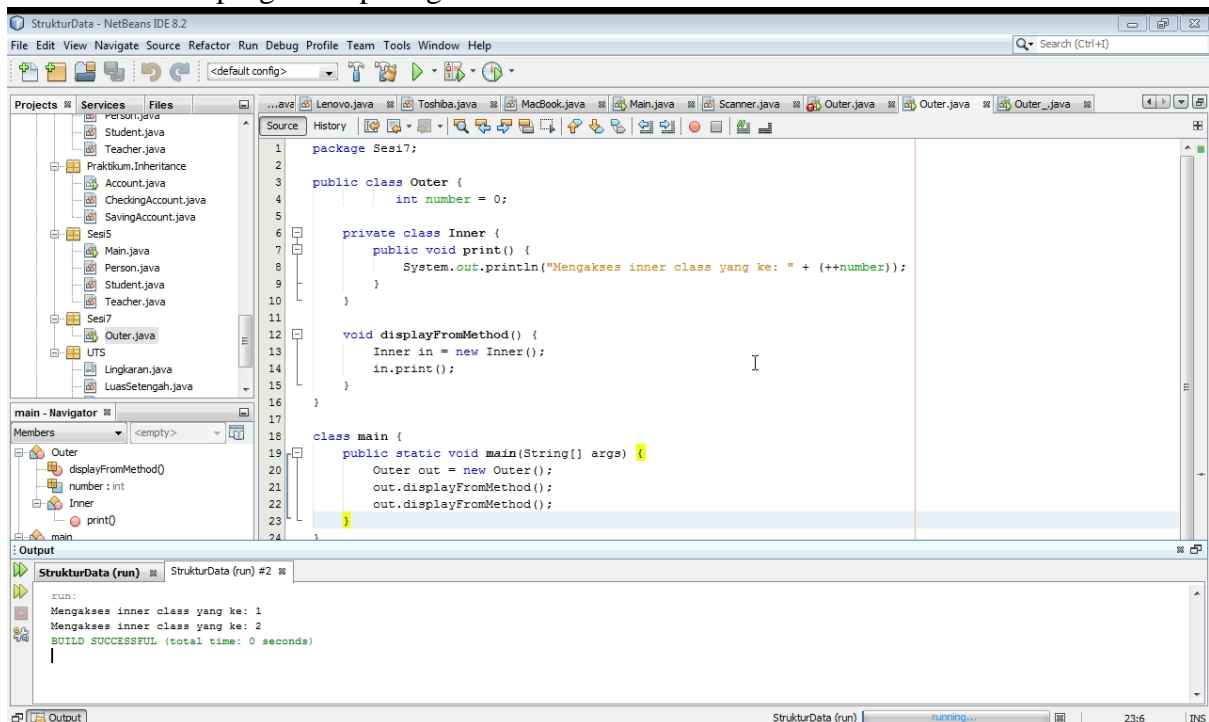 StrukturData - NetBeans IDE 8.2
File Edit View Navigate Source Refactor Run Debug Profile Team Tools Window Help
Search (Ctrl+I)
<default config>
Projects Services Files
...ava Lenovo.java Toshiba.java MacBook.java Main.java Scanner.java Outer.java Outer.java Outer_.java
Source History
Person.java
Student.java
Teacher.java
Praktikum.Inheritance
Account.java
CheckingAccount.java
SavingAccount.java
Sesi5
Main.java
Person.java
Student.java
Teacher.java
Sesi7
Outer.java
UTS
Lingkaran.java
LuasSetengah.java
main - Navigator
Members <empty>
Outer
displayFromMethod()
number : int
Inner
print()
main
1 package Sesi7;
2
3 public class Outer {
4 int number = 0;
5
6 private class Inner {
7 public void print() {
8 System.out.println("Mengakses inner class yang ke: " + (++number));
9 }
10 }
11
12 void displayFromMethod() {
13 Inner in = new Inner();
14 in.print();
15 }
16 }
17
18 class main {
19 public static void main(String[] args) {
20 Outer out = new Outer();
21 out.displayFromMethod();
22 out.displayFromMethod();
23 }
24 }
Output
StrukturData (run) StrukturData (run) #2
run:
Mengakses inner class yang ke: 1
Mengakses inner class yang ke: 2
BUILD SUCCESSFUL (total time: 0 seconds)
Output
StrukturData (run) running... 23:6 INS